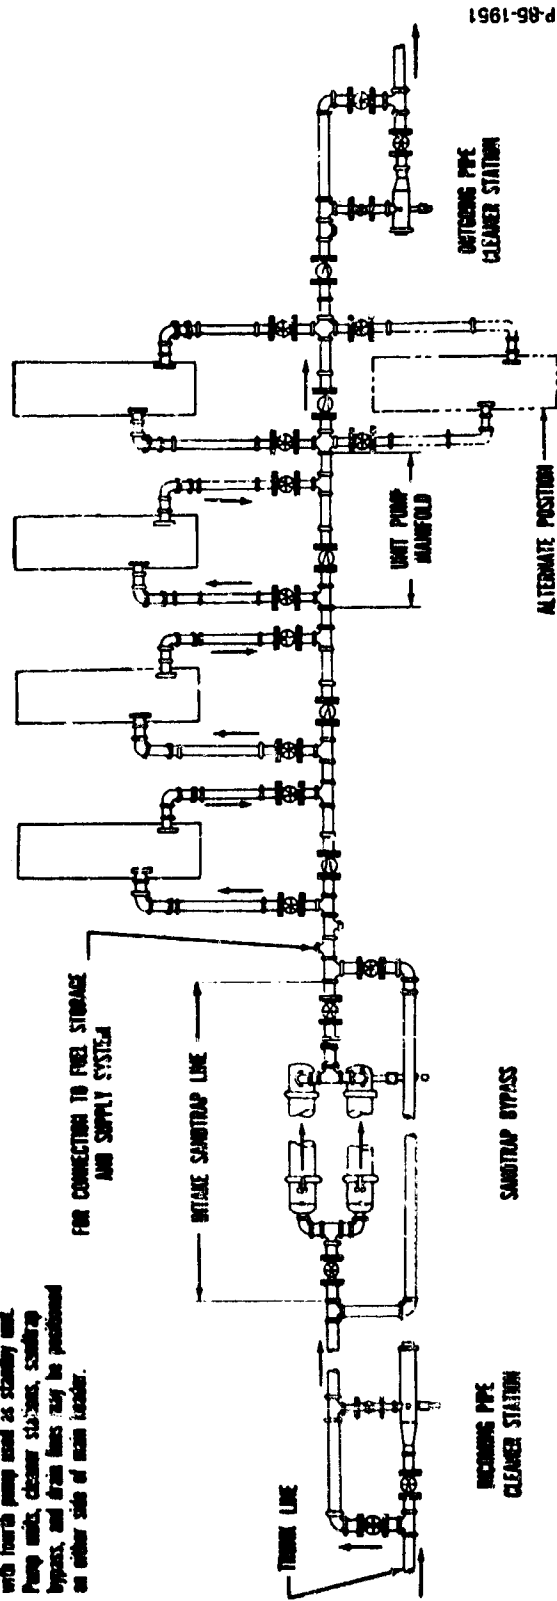 with fourth pump used as standby unit.
Pump units, cleaner stations, sandtrap
bypass, and drain lines may be positioned
on either side of main header.
FOR CONNECTION TO FUEL STORAGE
AND SUPPLY SYSTEM
INTAKE SANDTRAP LINE
UNIT PUMP
MANIFOLD
TRUNK LINE
INCOMING PIPE
CLEANER STATION
SANDTRAP BYPASS
ALTERNATE POSITION
OUTGOING PIPE
CLEANER STATION
P-85-1951